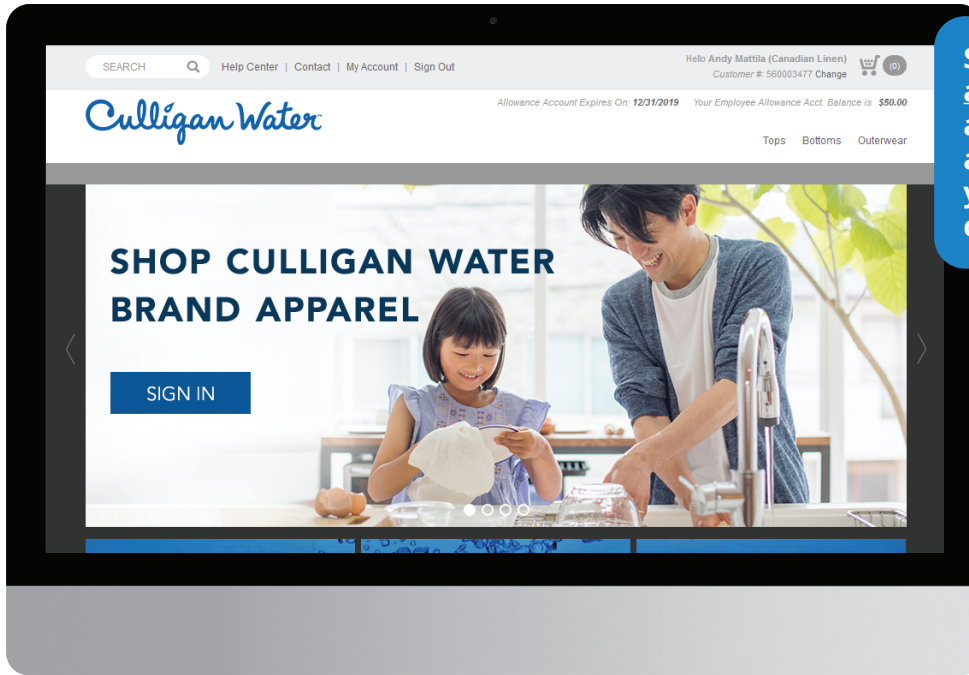 SEARCH
Help Center | Contact | My Account | Sign Out
Hello Andy Mattila (Canadian Linen)
Customer #: 560003477 Change
(0)
Culligan Water
Allowance Account Expires On: 12/31/2019 Your Employee Allowance Acct. Balance is $50.00
Tops Bottoms Outerwear
SHOP CULLIGAN WATER
BRAND APPAREL
SIGN IN